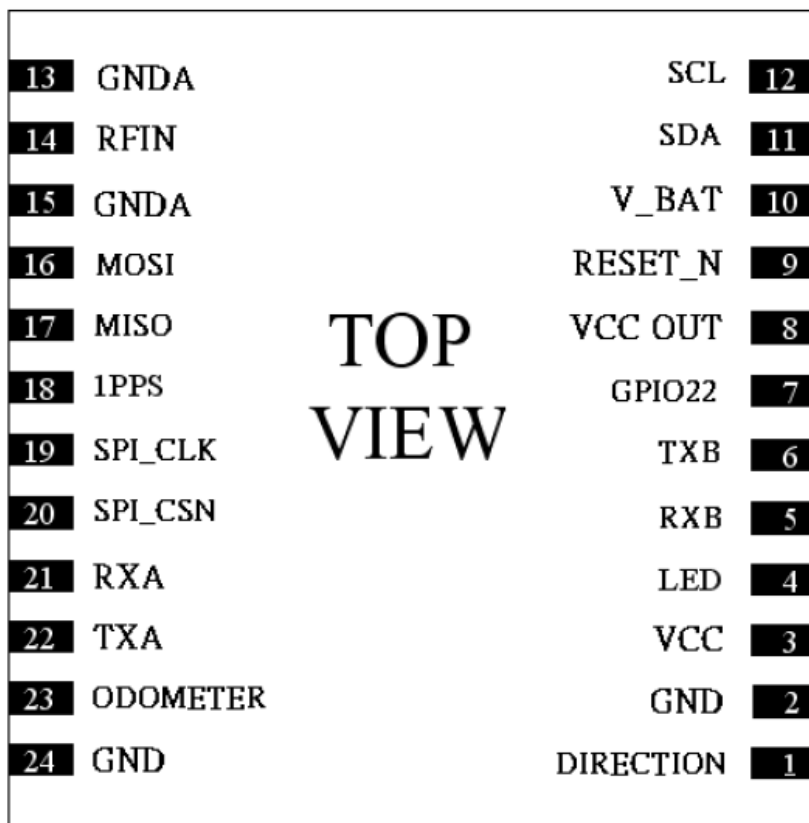 13 GNDA SCL 12
14 RFIN SDA 11
15 GNDA V_BAT 10
16 MOSI RESET_N 9
17 MISO VCC OUT 8
TOP
18 1PPS GPIO22 7
VIEW
19 SPI_CLK TXB 6
20 SPI_CSN RXB 5
21 RXA LED 4
22 TXA VCC 3
23 ODOMETER GND 2
24 GND DIRECTION 1